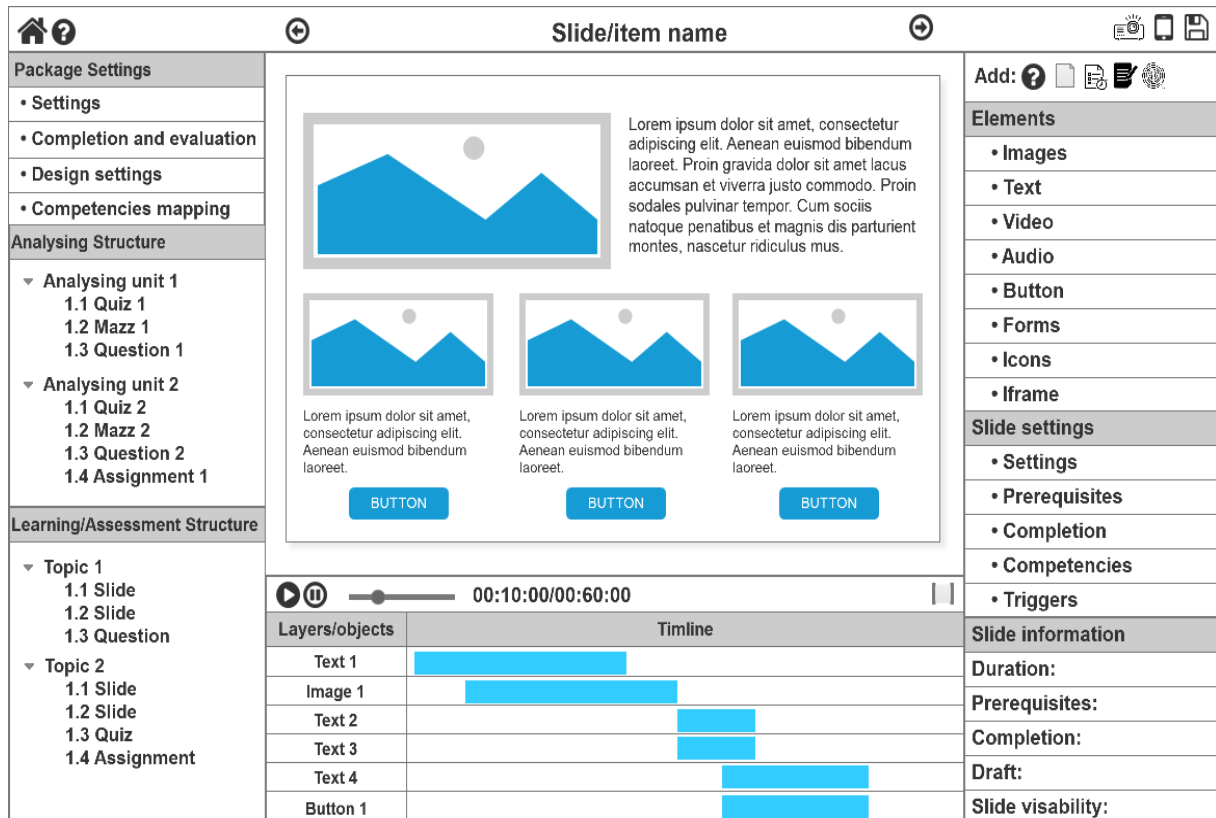 Slide/item name
Package Settings
• Settings
• Completion and evaluation
• Design settings
• Competencies mapping
Analysing Structure
Analysing unit 1
1.1 Quiz 1
1.2 Mazz 1
1.3 Question 1
Analysing unit 2
1.1 Quiz 2
1.2 Mazz 2
1.3 Question 2
1.4 Assignment 1
Learning/Assessment Structure
Topic 1
1.1 Slide
1.2 Slide
1.3 Question
Topic 2
1.1 Slide
1.2 Slide
1.3 Quiz
1.4 Assignment
Lorem ipsum dolor sit amet, consectetur
adipiscing elit. Aenean euismod bibendum
laoreet. Proin gravida dolor sit amet lacus
accumsan et viverra justo commodo. Proin
sodales pulvinar tempor. Cum sociis
natoque penatibus et magnis dis parturient
montes, nascetur ridiculus mus.
Lorem ipsum dolor sit amet,
consectetur adipiscing elit.
Aenean euismod bibendum
laoreet.
BUTTON
Lorem ipsum dolor sit amet,
consectetur adipiscing elit.
Aenean euismod bibendum
laoreet.
BUTTON
Lorem ipsum dolor sit amet,
consectetur adipiscing elit.
Aenean euismod bibendum
laoreet.
BUTTON
00:10:00/00:60:00
Layers/objects
Timline
Text 1
Image 1
Text 2
Text 3
Text 4
Button 1
Add:
Elements
• Images
• Text
• Video
• Audio
• Button
• Forms
• Icons
• Iframe
Slide settings
• Settings
• Prerequisites
• Completion
• Competencies
• Triggers
Slide information
Duration:
Prerequisites:
Completion:
Draft:
Slide visability: